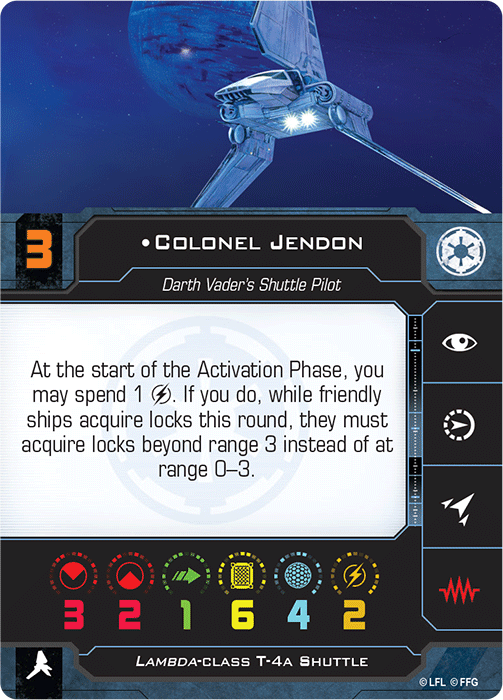 3
•Colonel Jendon
Darth Vader's Shuttle Pilot
At the start of the Activation Phase, you
may spend 1 . If you do, while friendly
ships acquire locks this round, they must
acquire locks beyond range 3 instead of at
range 0–3.
3 2 1 6 4 2
Lambda-class T-4a Shuttle
© LFL © FFG